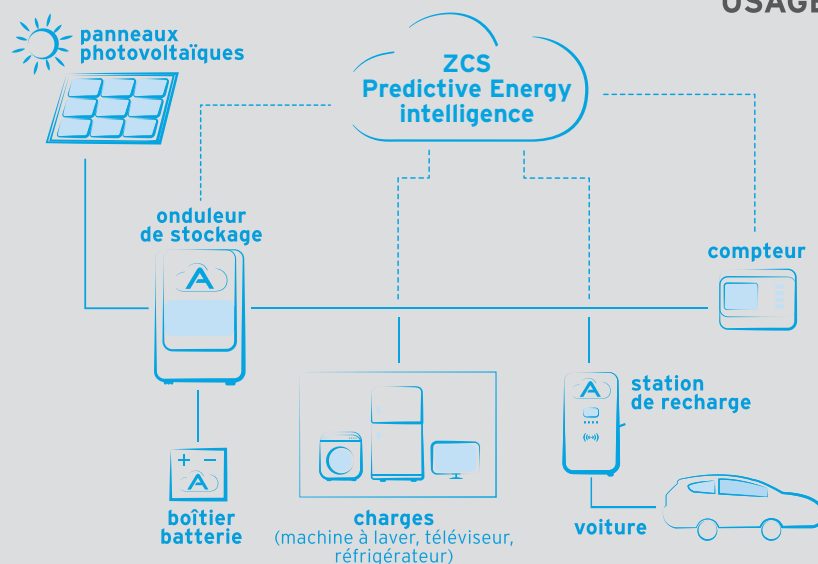 USAGE
panneaux
photovoltaïques
ZCS
Predictive Energy
intelligence
onduleur
de stockage
compteur
A
A
station
de recharge
+ -
A
boîtier
batterie
charges
(machine à laver, téléviseur,
réfrigérateur)
voiture